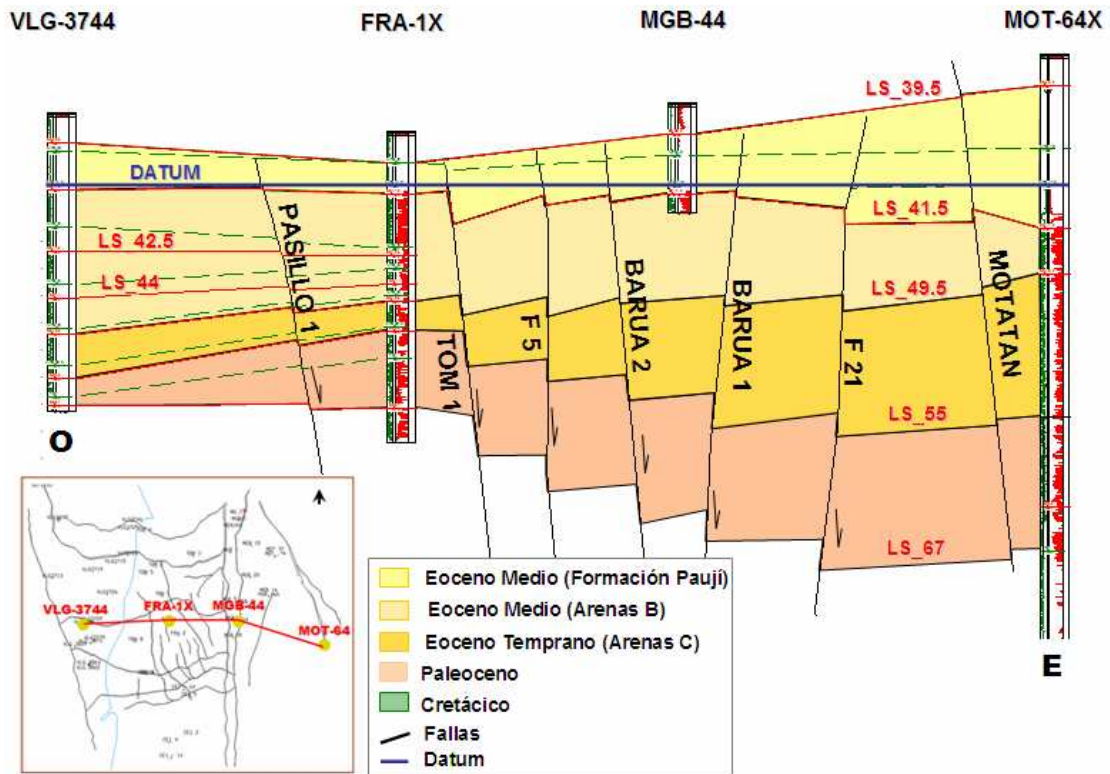 VLG-3744
FRA-1X
MGB-44
MOT-64X
LS_39.5
DATUM
LS_41.5
LS_42.5
LS_44
PASILLO 1
TOM 1
F 5
BARUA 2
BARUA 1
F 21
LS_49.5
MOTATAN
LS_55
LS_67
O
E
VLG-3744
FRA-1X
MGB-44
MOT-64
Eoceno Medio (Formación Paují)
Eoceno Medio (Arenas B)
Eoceno Temprano (Arenas C)
Paleoceno
Cretácico
Fallas
Datum